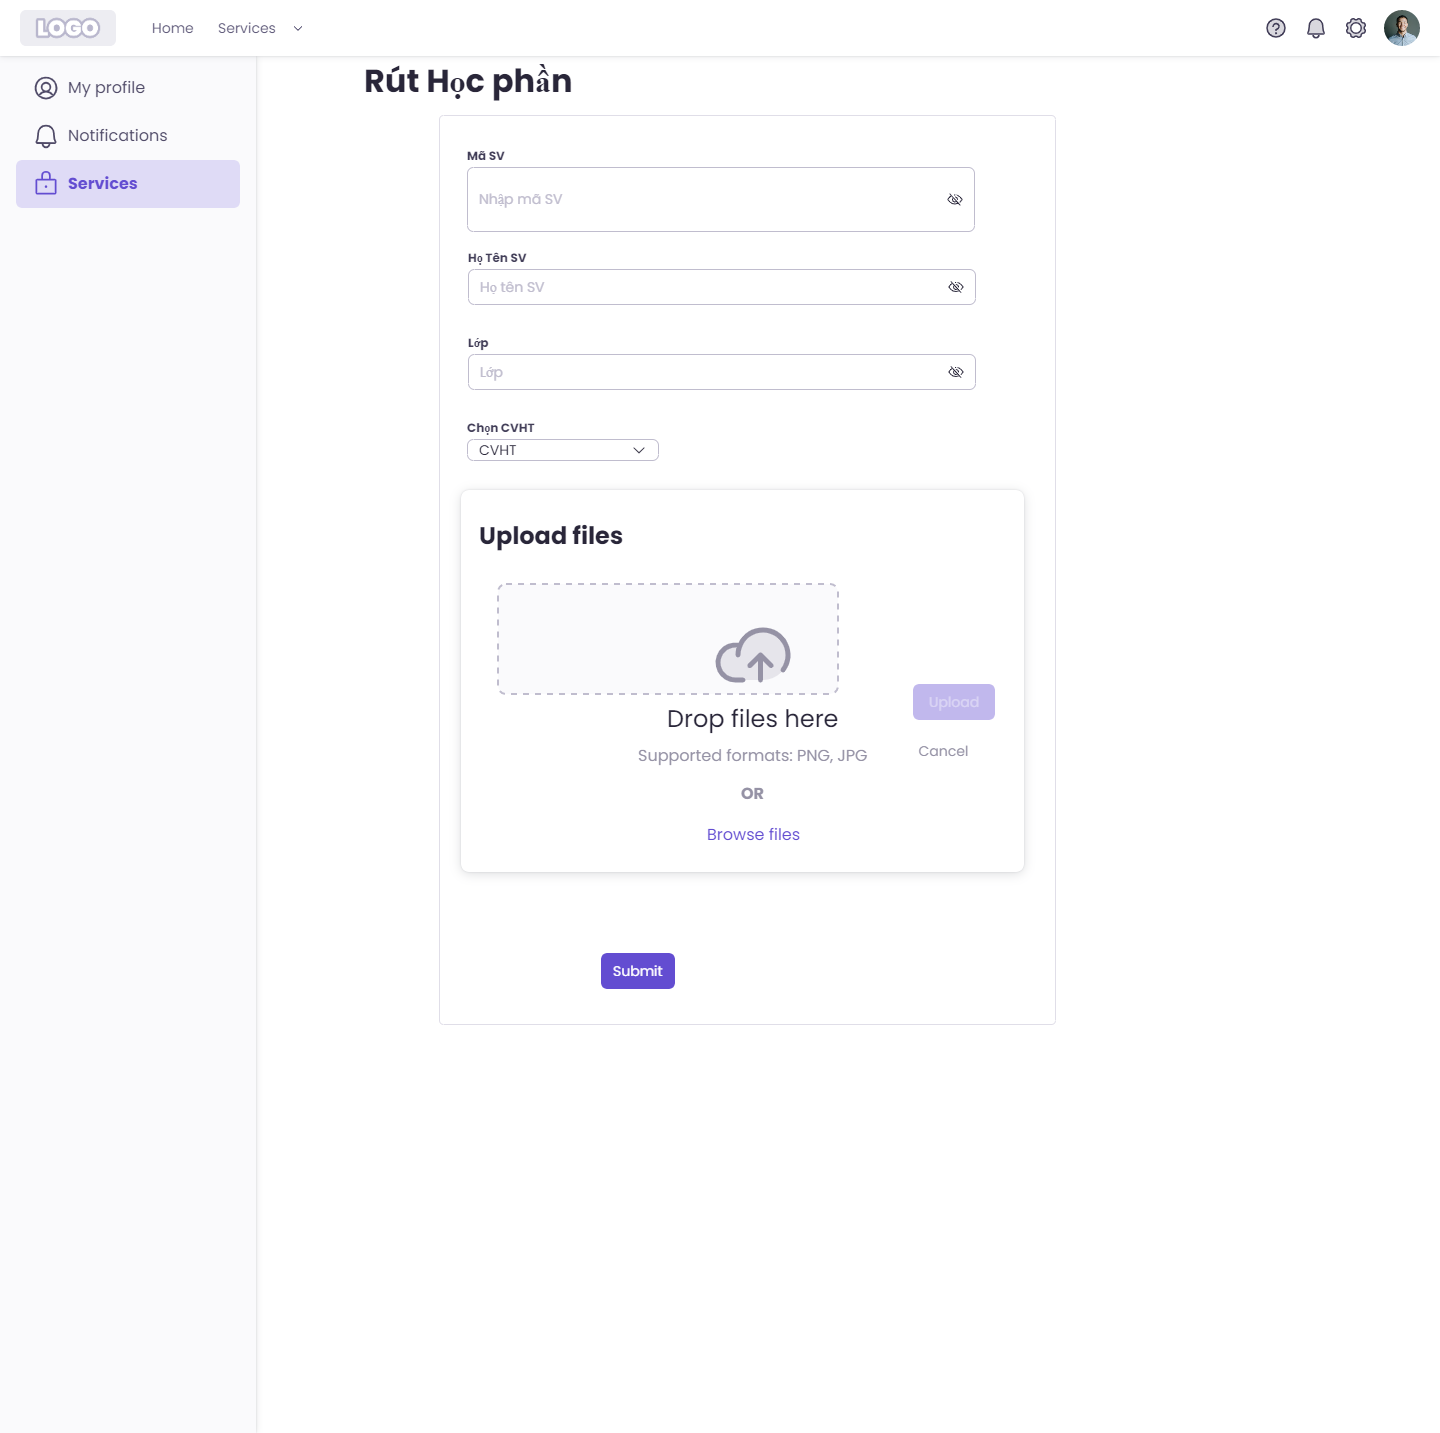 LOGO
Home
Services
My profile
Notifications
Services
Rút Học phần
Mã SV
Nhập mã SV
Họ Tên SV
Họ tên SV
Lớp
Lớp
Chọn CVHT
CVHT
Upload files
Drop files here
Supported formats: PNG, JPG
OR
Browse files
Upload
Cancel
Submit